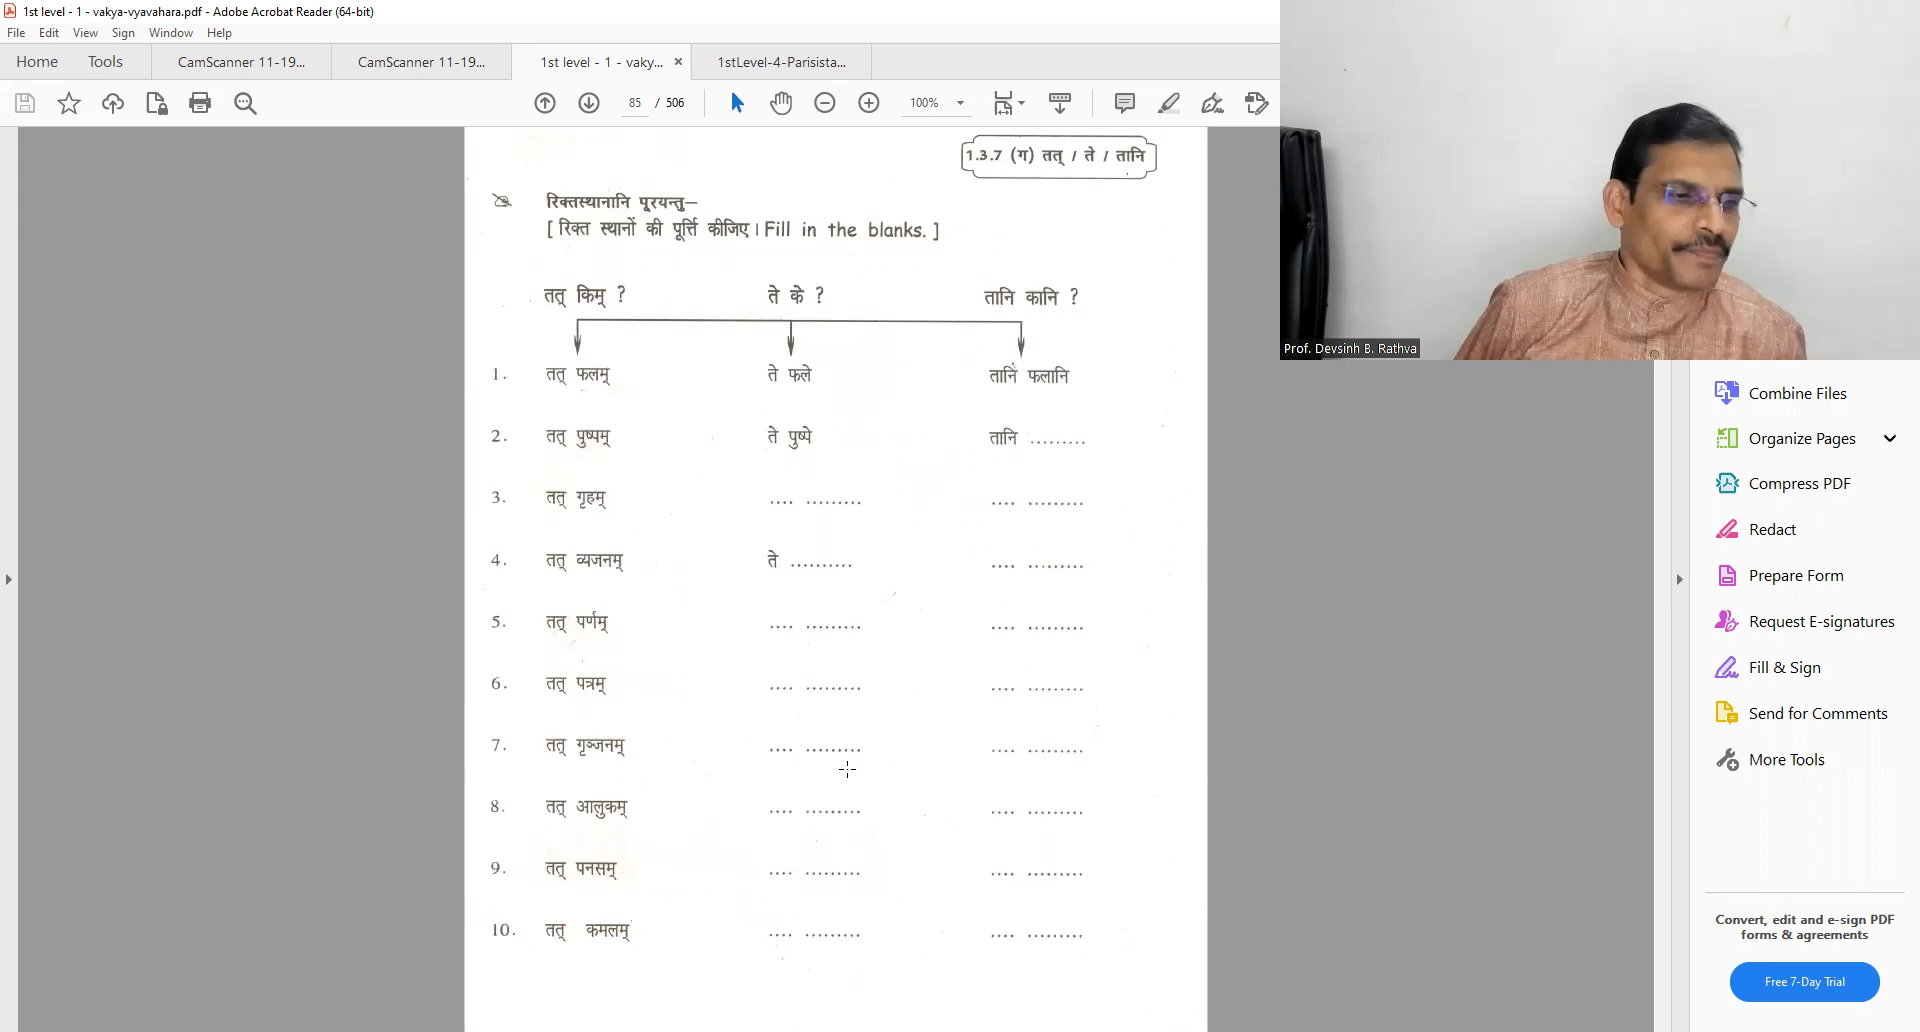 1st level - 1 - vakya-vyavahara.pdf - Adobe Acrobat Reader (64-bit)
File Edit View Sign Window Help
Home Tools CamScanner 11-19... CamScanner 11-19... 1st level - 1 - vaky... 1stLevel-4-Parisista...
85 / 506 100%
1.3.7 (ग) तत् / ते / तानि
रिक्तस्थानानि पूरयन्तु–
[ रिक्त स्थानों की पूर्त्ति कीजिए । Fill in the blanks. ]
तत् किम् ? ते के ? तानि कानि ?
1. तत् फलम् ते फले तानि फलानि
2. तत् पुष्पम् ते पुष्पे तानि .........
3. तत् गृहम् .... ......... .... .........
4. तत् व्यजनम् ते .......... .... .........
5. तत् पर्णम् .... ......... .... .........
6. तत् पत्रम् .... ......... .... .........
7. तत् गृञ्जनम् .... ......... .... .........
8. तत् आलुकम् .... ......... .... .........
9. तत् पनसम् .... ......... .... .........
10. तत् कमलम् .... ......... .... .........
Prof. Devsinh B. Rathva
Combine Files
Organize Pages
Compress PDF
Redact
Prepare Form
Request E-signatures
Fill & Sign
Send for Comments
More Tools
Convert, edit and e-sign PDF
forms & agreements
Free 7-Day Trial